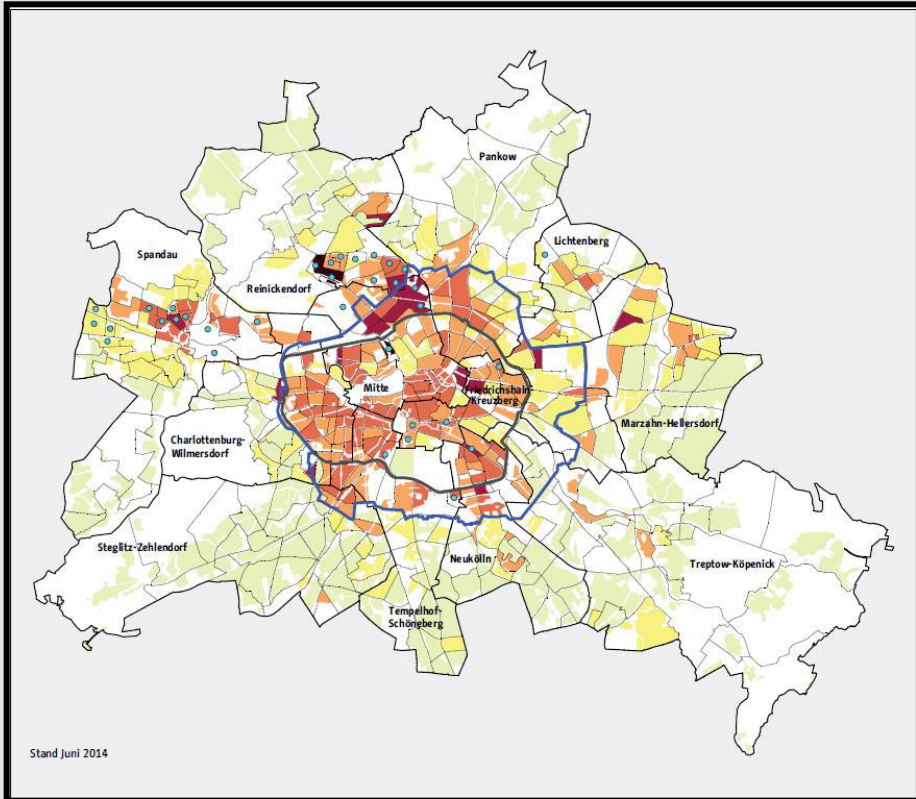 Pankow
Lichtenberg
Spandau
Reinickendorf
Mitte
Friedrichshain-
Kreuzberg
Marzahn-Hellersdorf
Charlottenburg-
Wilmersdorf
Steglitz-Zehlendorf
Neukölln
Treptow-Köpenick
Tempelhof-
Schöneberg
Stand Juni 2014